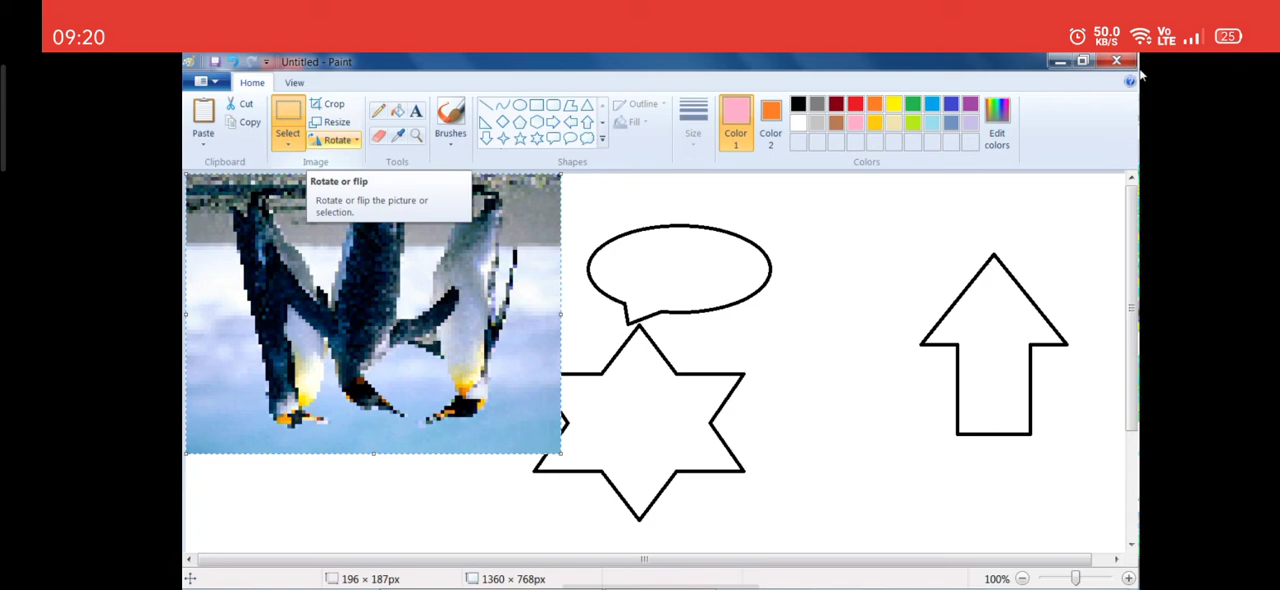 09:20
50.0 KB/S
Vo LTE
25
Untitled - Paint
Home View
Paste
Cut
Copy
Clipboard
Select
Crop
Resize
Rotate
Image
Tools
Brushes
Outline
Fill
Shapes
Size
Color 1
Color 2
Edit colors
Colors
Rotate or flip
Rotate or flip the picture or
selection.
196 × 187px
1360 × 768px
100%